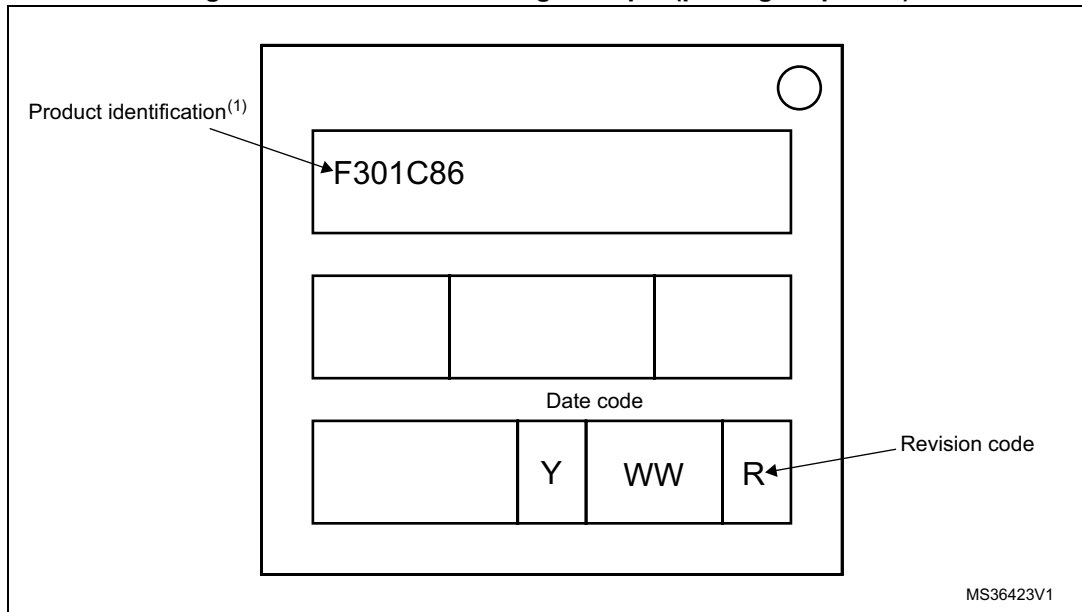 Product identification(1)
F301C86
Date code
Y WW R
Revision code
MS36423V1